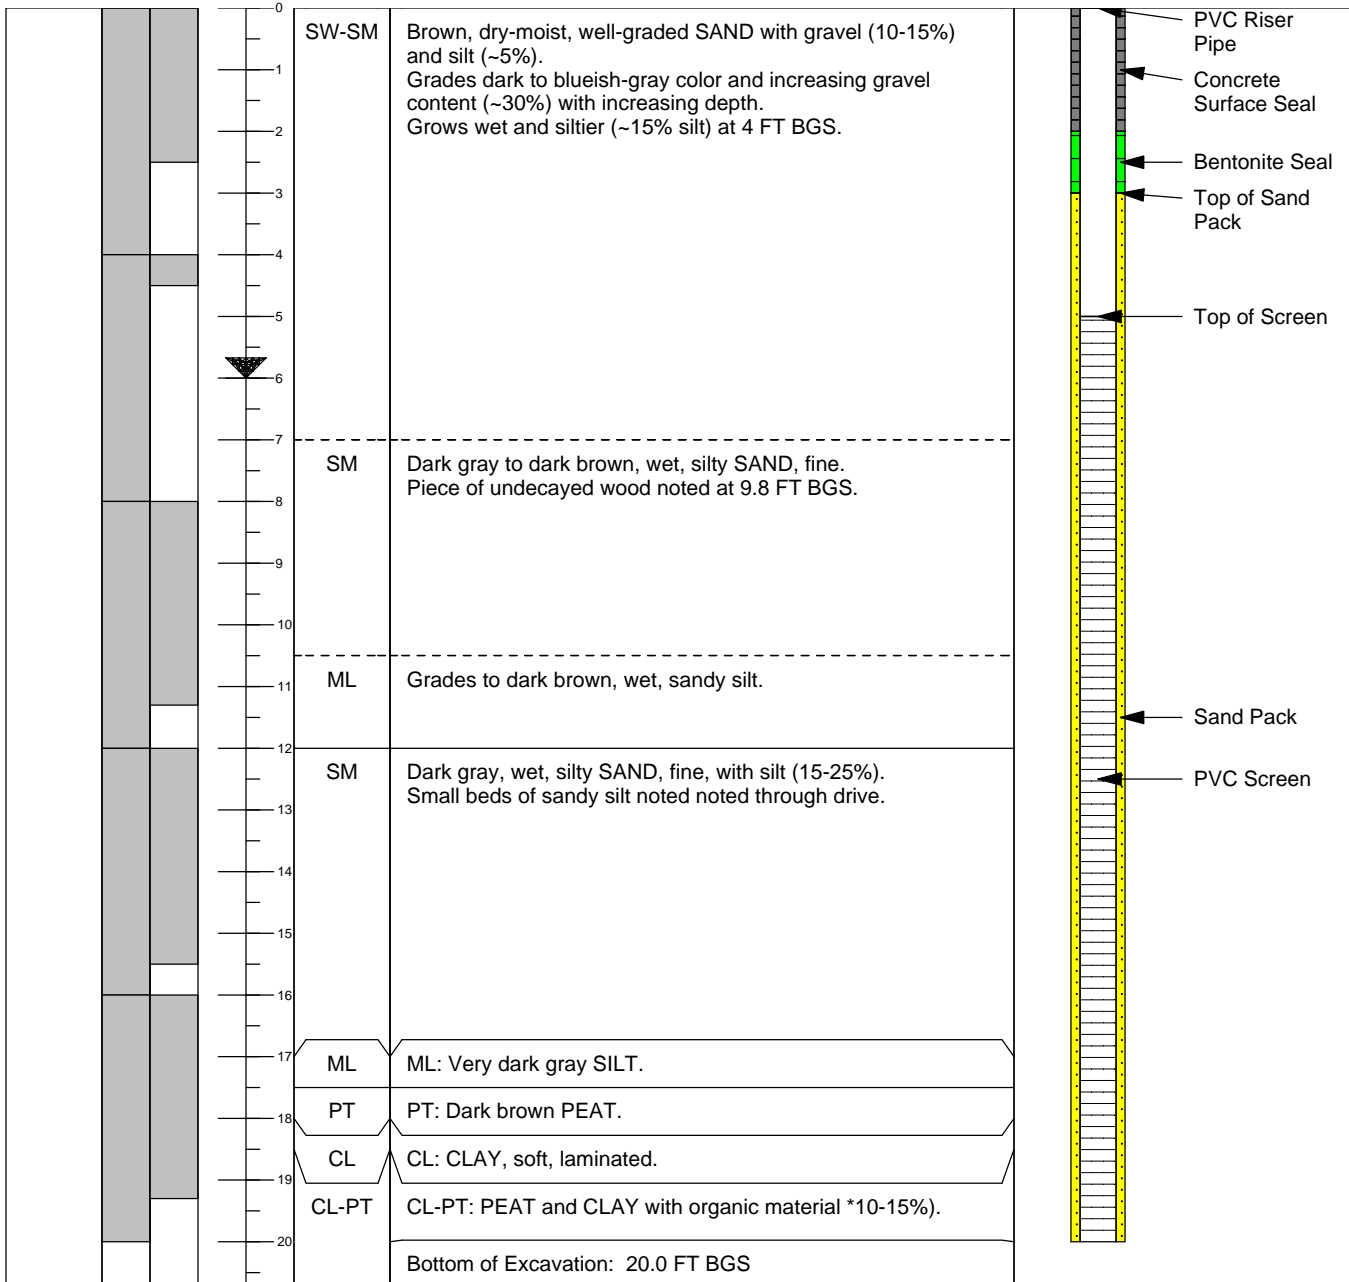 0
SW-SM
Brown, dry-moist, well-graded SAND with gravel (10-15%)
and silt (~5%).
Grades dark to blueish-gray color and increasing gravel
content (~30%) with increasing depth.
Grows wet and siltier (~15% silt) at 4 FT BGS.
PVC Riser
Pipe
Concrete
Surface Seal
Bentonite Seal
Top of Sand
Pack
Top of Screen
1
2
3
4
5
6
7
SM
Dark gray to dark brown, wet, silty SAND, fine.
Piece of undecayed wood noted at 9.8 FT BGS.
8
9
10
11
ML
Grades to dark brown, wet, sandy silt.
Sand Pack
12
SM
Dark gray, wet, silty SAND, fine, with silt (15-25%).
Small beds of sandy silt noted noted through drive.
PVC Screen
13
14
15
16
17
ML
ML: Very dark gray SILT.
PT
PT: Dark brown PEAT.
18
CL
CL: CLAY, soft, laminated.
19
CL-PT
CL-PT: PEAT and CLAY with organic material *10-15%).
20
Bottom of Excavation: 20.0 FT BGS